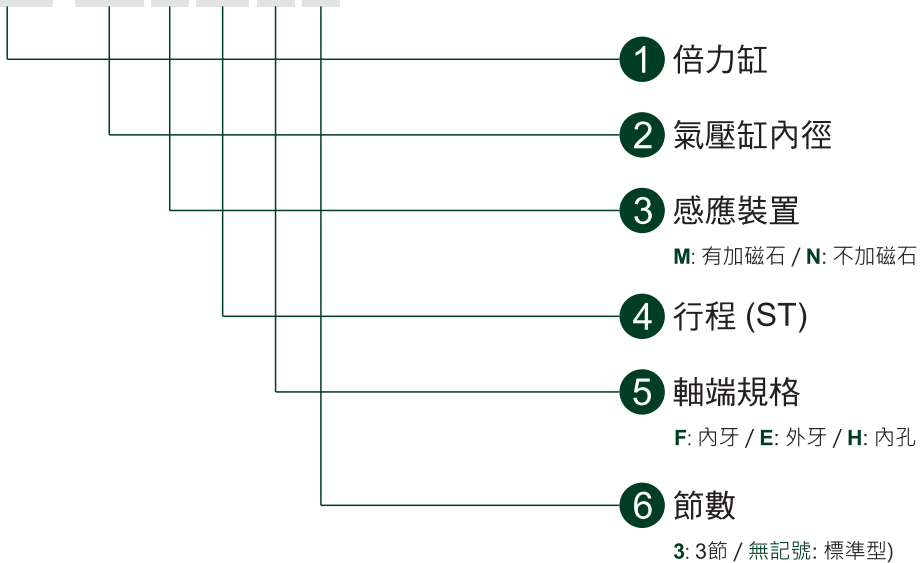 1 倍力缸
2 氣壓缸內徑
3 感應裝置
M: 有加磁石 / N: 不加磁石
4 行程 (ST)
5 軸端規格
F: 內牙 / E: 外牙 / H: 內孔
6 節數
3: 3節 / 無記號: 標準型)